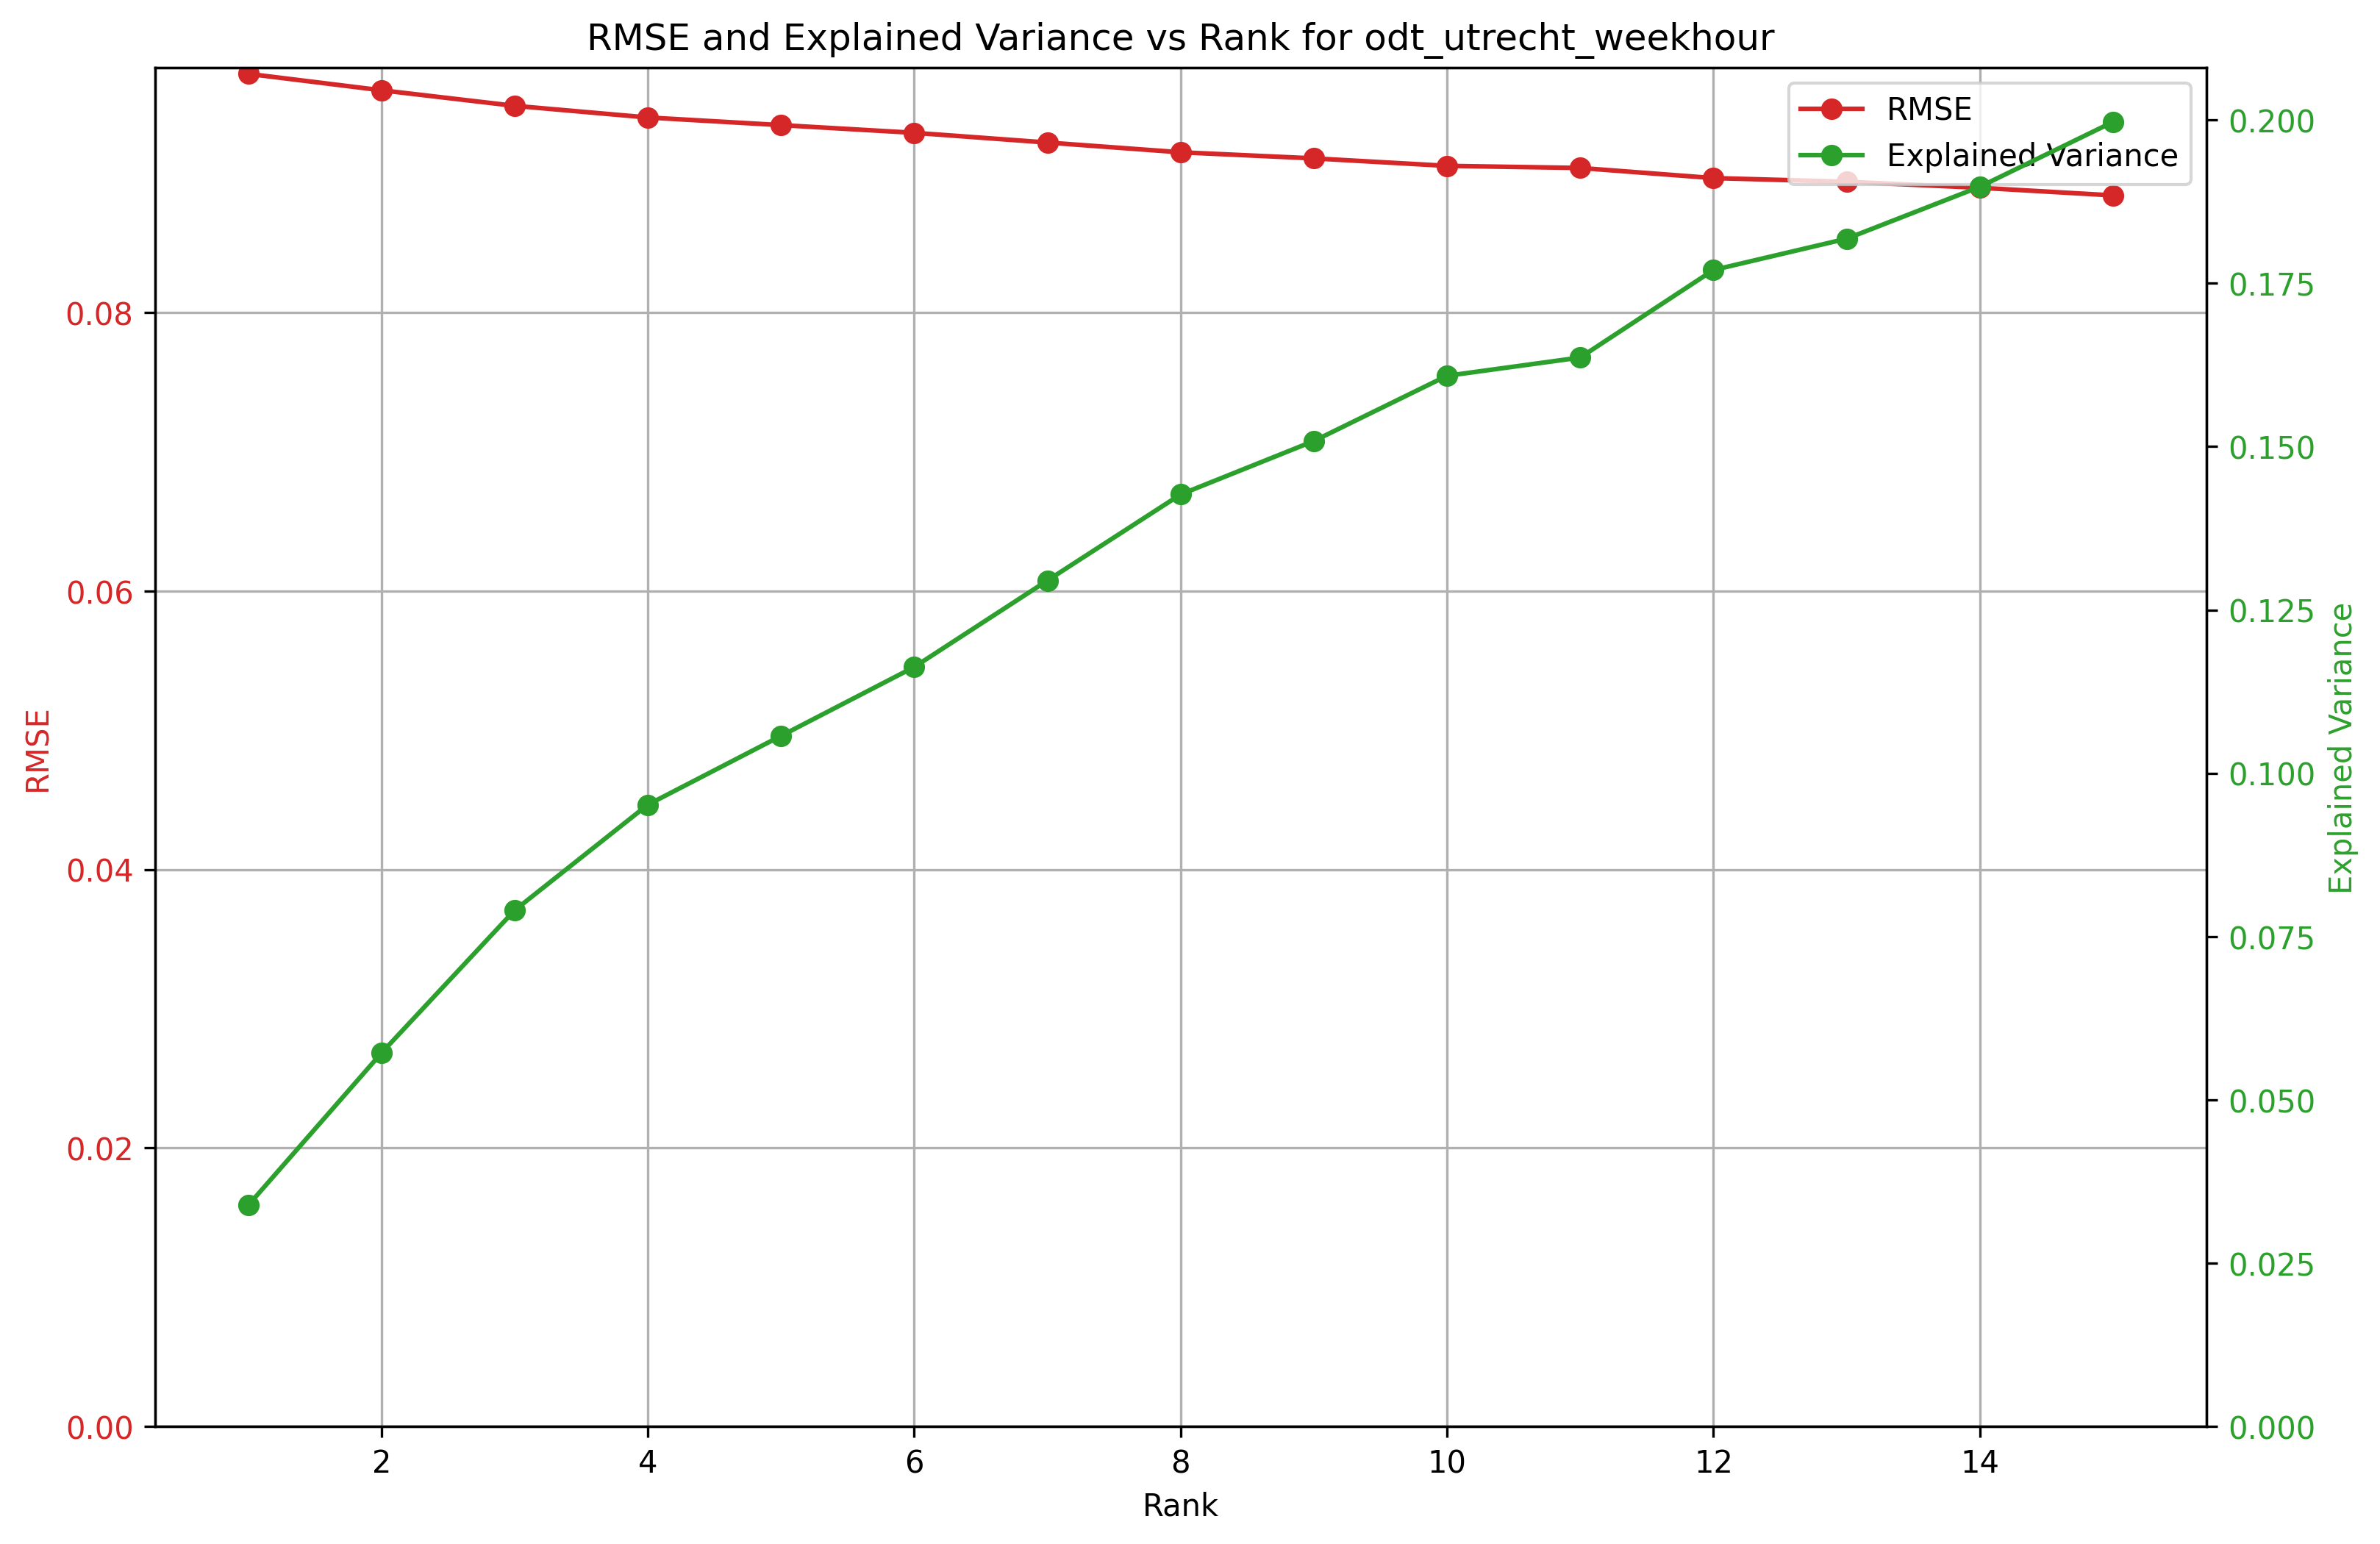 RMSE and Explained Variance vs Rank for odt_utrecht_weekhour
RMSE
Explained Variance
0.08
0.06
0.04
0.02
0.00
RMSE
0.200
0.175
0.150
0.125
0.100
0.075
0.050
0.025
0.000
Explained Variance
2 4 6 8 10 12 14
Rank